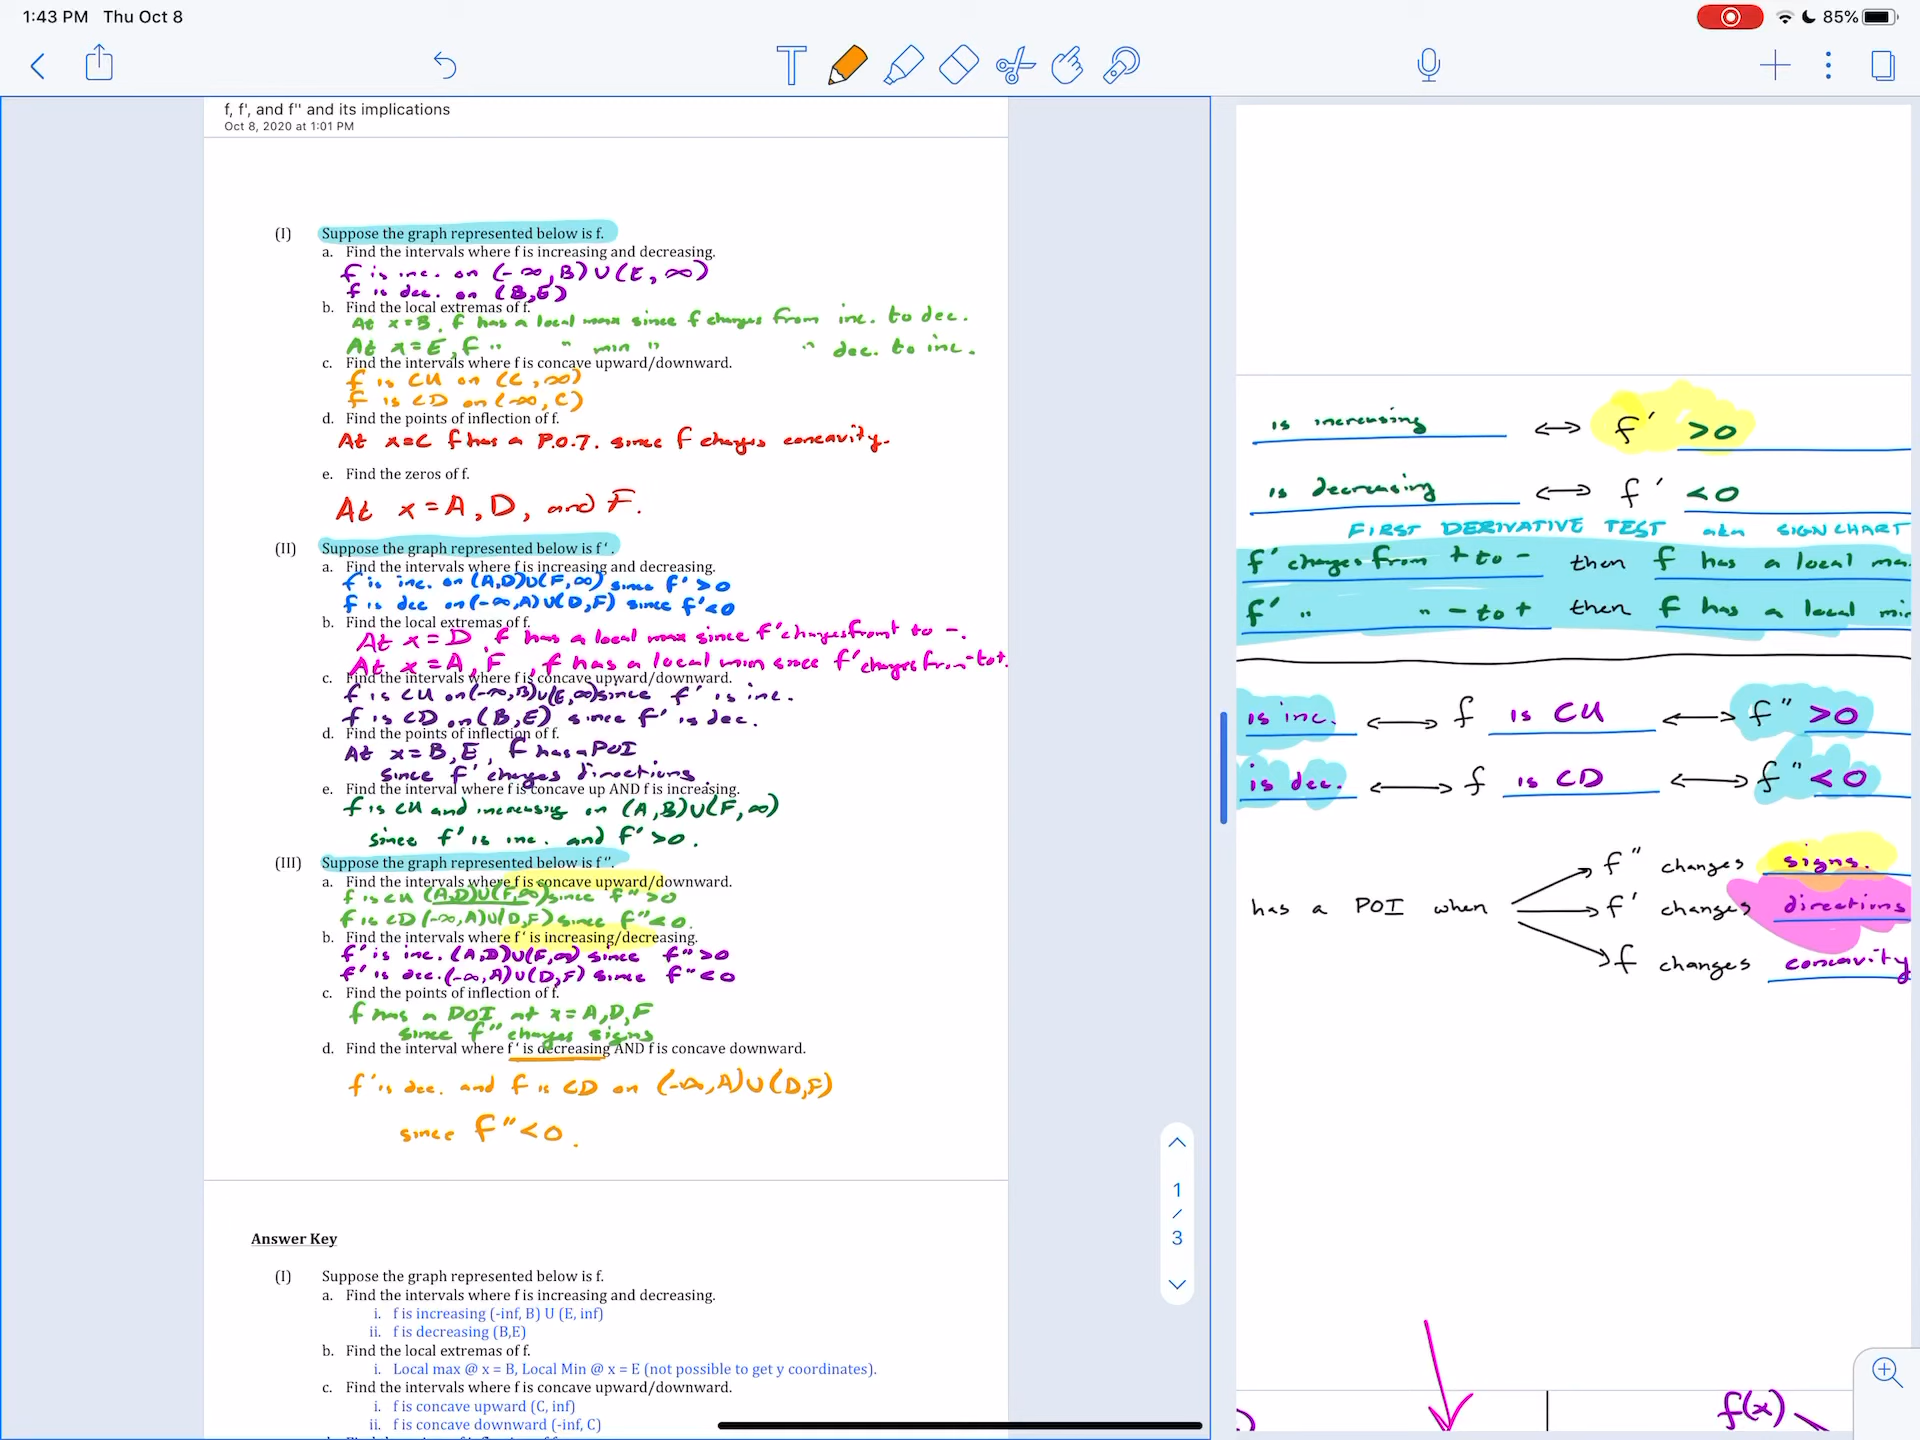 1:43 PM Thu Oct 8
85%
f, f', and f'' and its implications
Oct 8, 2020 at 1:01 PM
(I) Suppose the graph represented below is f.
a. Find the intervals where f is increasing and decreasing.
f is inc. on (-∞, B) U (E, ∞)
f is dec. on (B, E)
b. Find the local extremas of f.
At x = B, f has a local max since f changes from inc. to dec.
At x = E, f " " min " " dec. to inc.
c. Find the intervals where f is concave upward/downward.
f is CU on (C, ∞)
f is CD on (-∞, C)
d. Find the points of inflection of f.
At x=C f has a P.O.I. since f changes concavity.
e. Find the zeros of f.
At x = A, D, and F.
(II) Suppose the graph represented below is f '.
a. Find the intervals where f is increasing and decreasing.
f is inc. on (A,D)U(F,∞) since f' > 0
f is dec on (-∞,A)U(D,F) since f' < 0
b. Find the local extremas of f.
At x = D, f has a local max since f' changes from + to -.
At x = A, F, f has a local min since f' changes from - to +.
c. Find the intervals where f is concave upward/downward.
f is CU on (-∞,B)U(E,∞) since f' is inc.
f is CD on (B,E) since f' is dec.
d. Find the points of inflection of f.
At x = B, E, f has a POI
since f' changes directions.
e. Find the interval where f is concave up AND f is increasing.
f is CU and increasing on (A,B)U(F,∞)
since f' is inc. and f' > 0.
(III) Suppose the graph represented below is f ''.
a. Find the intervals where f is concave upward/downward.
f is CU (A,D)U(F,∞) since f'' > 0
f is CD (-∞,A)U(D,F) since f'' < 0.
b. Find the intervals where f ' is increasing/decreasing.
f' is inc. (A,D)U(F,∞) since f'' > 0
f' is dec. (-∞,A)U(D,F) since f'' < 0
c. Find the points of inflection of f.
f has a POI at x = A, D, F
since f'' changes signs
d. Find the interval where f ' is decreasing AND f is concave downward.
f' is dec. and f is CD on (-∞,A)U(D,F)
since f'' < 0.
Answer Key
(I) Suppose the graph represented below is f.
a. Find the intervals where f is increasing and decreasing.
i. f is increasing (-inf, B) U (E, inf)
ii. f is decreasing (B,E)
b. Find the local extremas of f.
i. Local max @ x = B, Local Min @ x = E (not possible to get y coordinates).
c. Find the intervals where f is concave upward/downward.
i. f is concave upward (C, inf)
ii. f is concave downward (-inf, C)
1
/
3
is increasing ⟷ f' > 0
is decreasing ⟷ f' < 0
FIRST DERIVATIVE TEST aka SIGN CHART
f' changes from + to - then f has a local ma
f' " " - to + then f has a local min
is inc. ⟷ f is CU ⟷ f'' > 0
is dec. ⟷ f is CD ⟷ f'' < 0
f'' changes signs.
has a POI when → f' changes directions
f changes concavity
f(x)